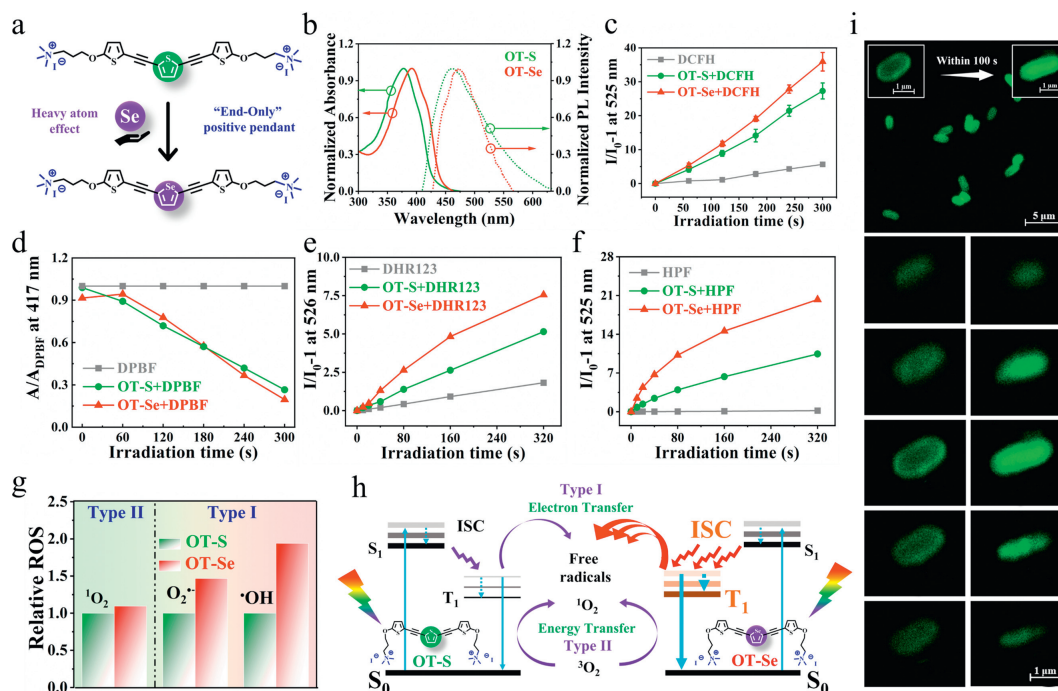 a
N
⊕
I⊖
O
S
S
S
O
N
⊕
I⊖
Heavy atom
effect
Se
“End-Only”
positive pendant
N
⊕
I⊖
O
S
Se
S
O
N
⊕
I⊖
b
Normalized Absorbance
1.0
0.8
0.6
0.4
0.2
0.0
OT-S
OT-Se
1.0
0.9
0.6
0.3
0.0
Normalized PL Intensity
300 400 500 600
Wavelength (nm)
c
I/I₀-1 at 525 nm
40
30
20
10
0
DCFH
OT-S+DCFH
OT-Se+DCFH
0 60 120 180 240 300
Irradiation time (s)
d
A/A_DPBF at 417 nm
1.2
0.9
0.6
0.3
0.0
DPBF
OT-S+DPBF
OT-Se+DPBF
0 60 120 180 240 300
Irradiation time (s)
e
I/I₀-1 at 526 nm
10.0
7.5
5.0
2.5
0.0
DHR123
OT-S+DHR123
OT-Se+DHR123
0 80 160 240 320
Irradiation time (s)
f
I/I₀-1 at 525 nm
28
21
14
7
0
HPF
OT-S+HPF
OT-Se+HPF
0 80 160 240 320
Irradiation time (s)
g
Relative ROS
2.5
2.0
1.5
1.0
0.5
0.0
Type II
Type I
OT-S
OT-Se
¹O₂
O₂•-
•OH
h
Type I
Electron Transfer
ISC
ISC
S₁
S₁
Free
radicals
T₁
T₁
¹O₂
Energy Transfer
Type II
³O₂
OT-S
OT-Se
S₀
S₀
i
Within 100 s
1 μm
1 μm
5 μm
1 μm